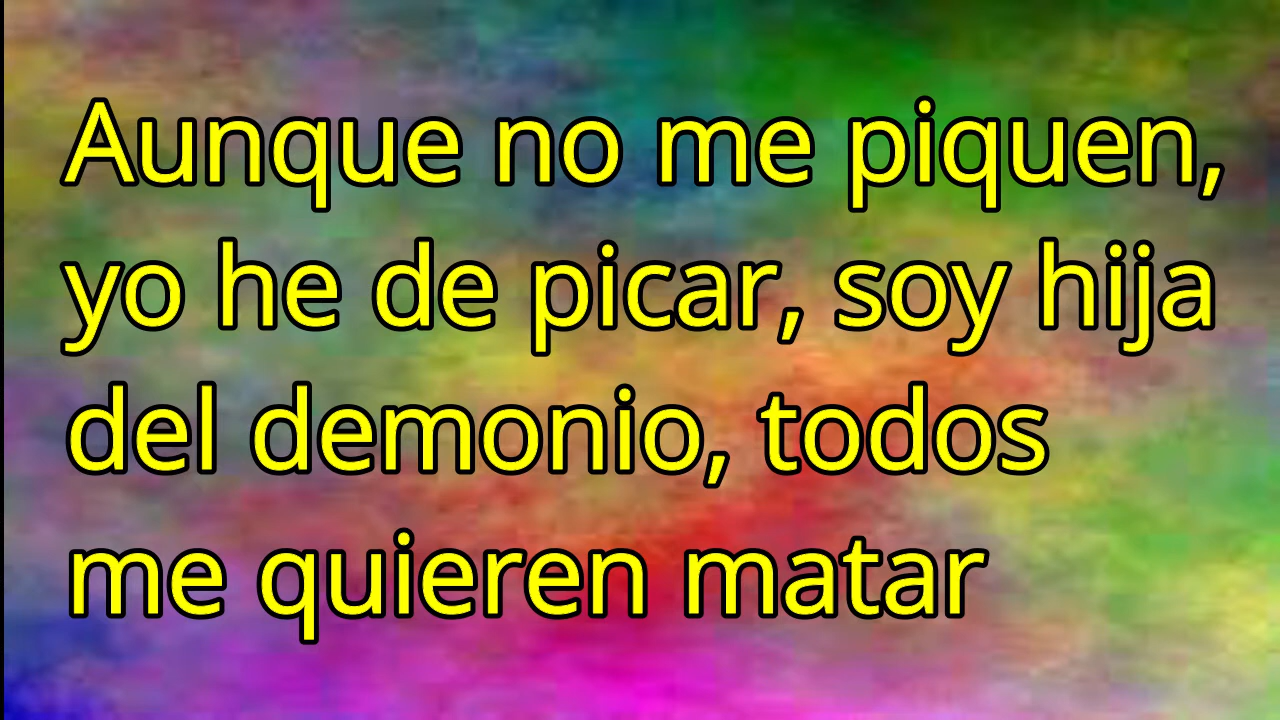 Aunque no me piquen,
yo he de picar, soy hija
del demonio, todos
me quieren matar